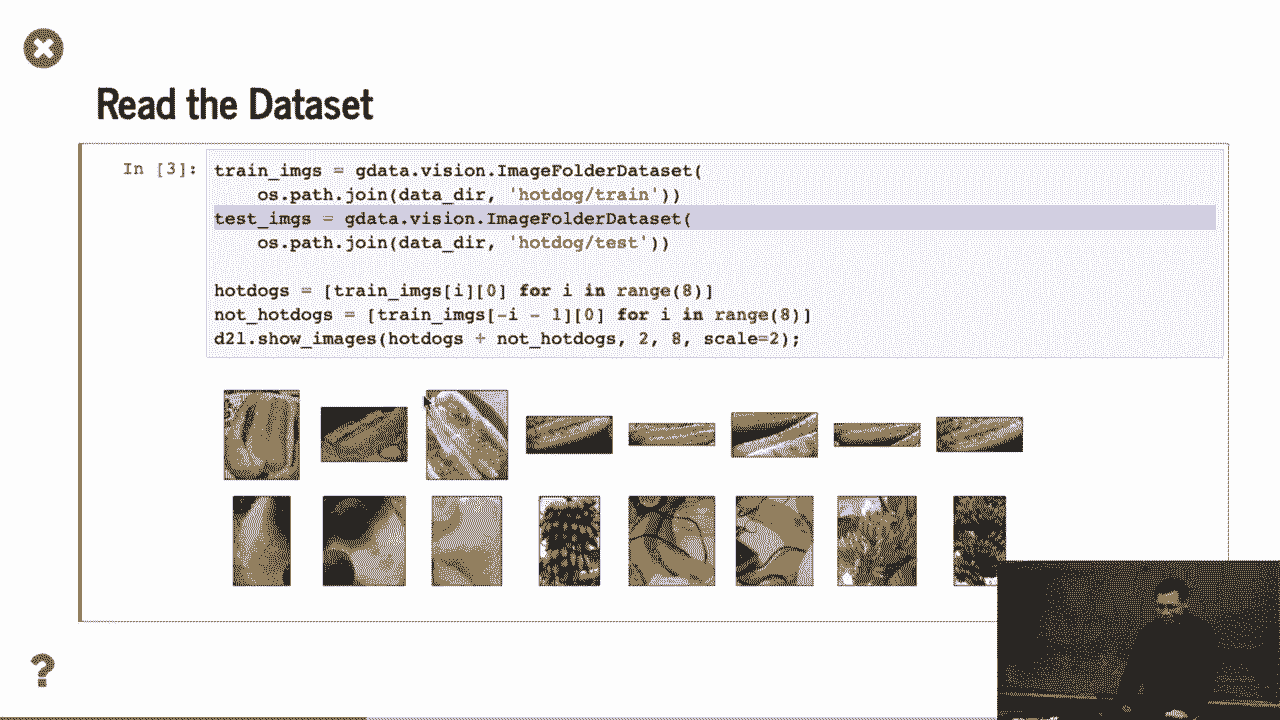 Read the Dataset
In [3]:
train_imgs = gdata.vision.ImageFolderDataset(
    os.path.join(data_dir, 'hotdog/train'))
test_imgs = gdata.vision.ImageFolderDataset(
    os.path.join(data_dir, 'hotdog/test'))
hotdogs = [train_imgs[i][0] for i in range(8)]
not_hotdogs = [train_imgs[-i - 1][0] for i in range(8)]
d2l.show_images(hotdogs + not_hotdogs, 2, 8, scale=2);
?